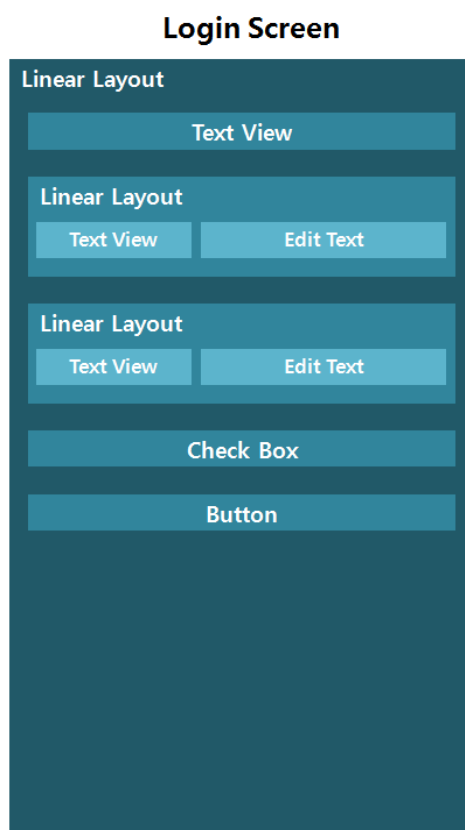 Login Screen
Linear Layout
Text View
Linear Layout
Text View Edit Text
Linear Layout
Text View Edit Text
Check Box
Button